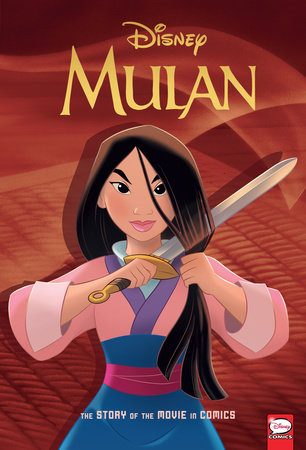 Disney
MULAN
THE STORY OF THE MOVIE IN COMICS
Disney
COMICS